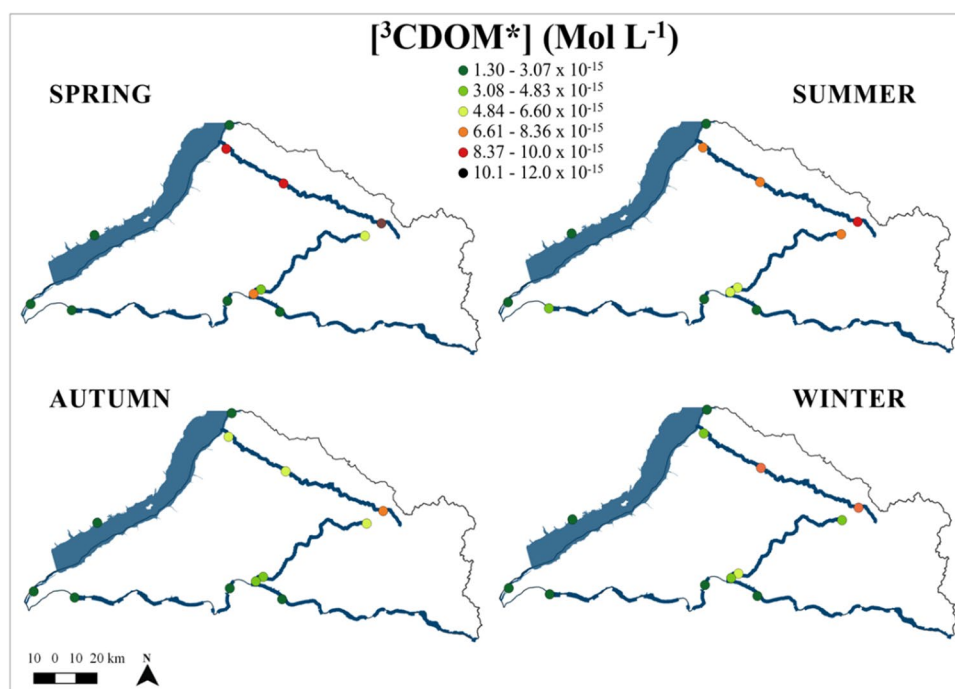 [³CDOM*] (Mol L⁻¹)
1.30 - 3.07 x 10⁻¹⁵
3.08 - 4.83 x 10⁻¹⁵
4.84 - 6.60 x 10⁻¹⁵
6.61 - 8.36 x 10⁻¹⁵
8.37 - 10.0 x 10⁻¹⁵
10.1 - 12.0 x 10⁻¹⁵
SPRING
SUMMER
AUTUMN
WINTER
10 0 10 20 km
N